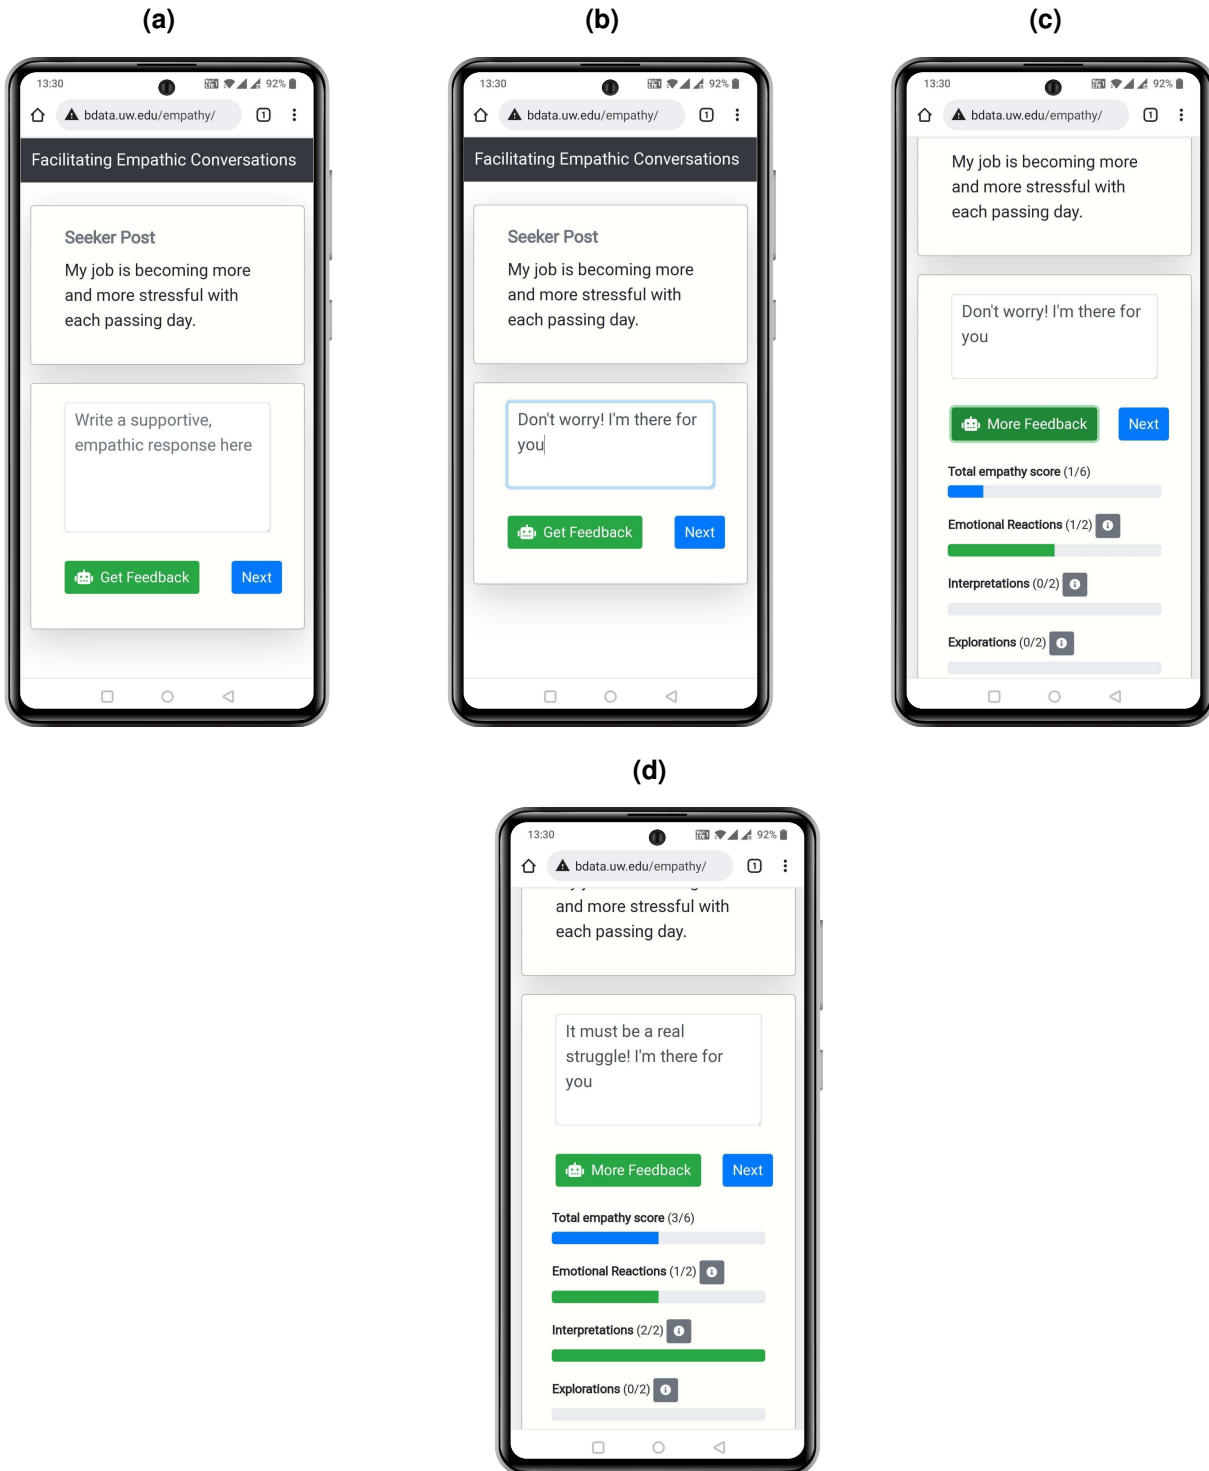 (a)
(b)
(c)
13:30
92%
bdata.uw.edu/empathy/
1
Facilitating Empathic Conversations
Seeker Post
My job is becoming more
and more stressful with
each passing day.
Write a supportive,
empathic response here
Get Feedback
Next
13:30
92%
bdata.uw.edu/empathy/
1
Facilitating Empathic Conversations
Seeker Post
My job is becoming more
and more stressful with
each passing day.
Don't worry! I'm there for
you
Get Feedback
Next
13:30
92%
bdata.uw.edu/empathy/
1
My job is becoming more
and more stressful with
each passing day.
Don't worry! I'm there for
you
More Feedback
Next
Total empathy score (1/6)
Emotional Reactions (1/2)
Interpretations (0/2)
Explorations (0/2)
(d)
13:30
92%
bdata.uw.edu/empathy/
1
and more stressful with
each passing day.
It must be a real
struggle! I'm there for
you
More Feedback
Next
Total empathy score (3/6)
Emotional Reactions (1/2)
Interpretations (2/2)
Explorations (0/2)